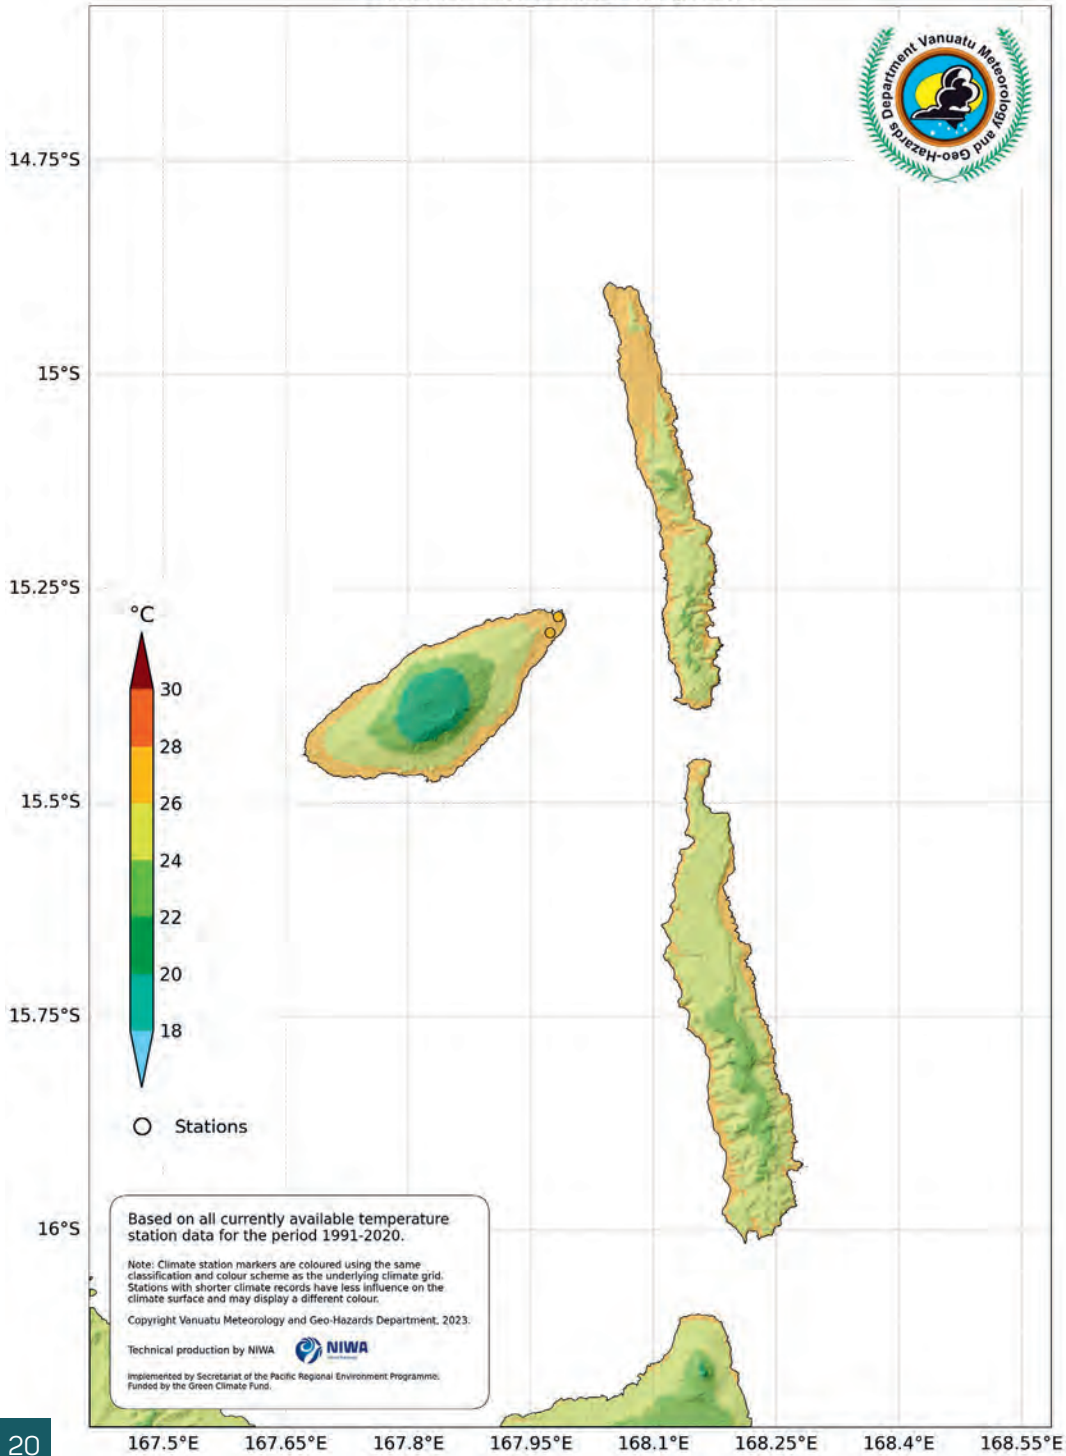 Vanuatu Meteorology and Geo-Hazards Department
14.75°S
15°S
15.25°S
15.5°S
15.75°S
16°S
°C
30
28
26
24
22
20
18
Stations
Based on all currently available temperature
station data for the period 1991-2020.
Note: Climate station markers are coloured using the same
classification and colour scheme as the underlying climate grid.
Stations with shorter climate records have less influence on the
climate surface and may display a different colour.
Copyright Vanuatu Meteorology and Geo-Hazards Department, 2023.
Technical production by NIWA
NIWA
Implemented by Secretariat of the Pacific Regional Environment Programme.
Funded by the Green Climate Fund.
167.5°E 167.65°E 167.8°E 167.95°E 168.1°E 168.25°E 168.4°E 168.55°E
20